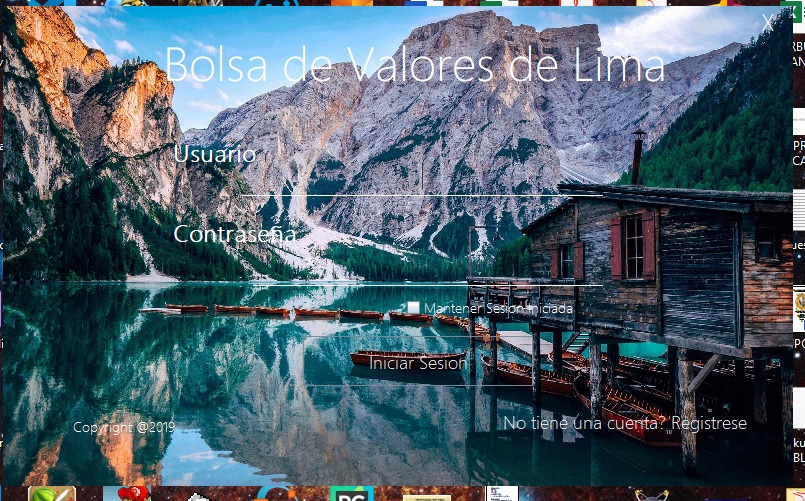 X
Bolsa de Valores de Lima
Usuario
Contraseña
Mantener Sesion Iniciada
Iniciar Sesion
No tiene una cuenta? Registrese
Copyright @2019
PC